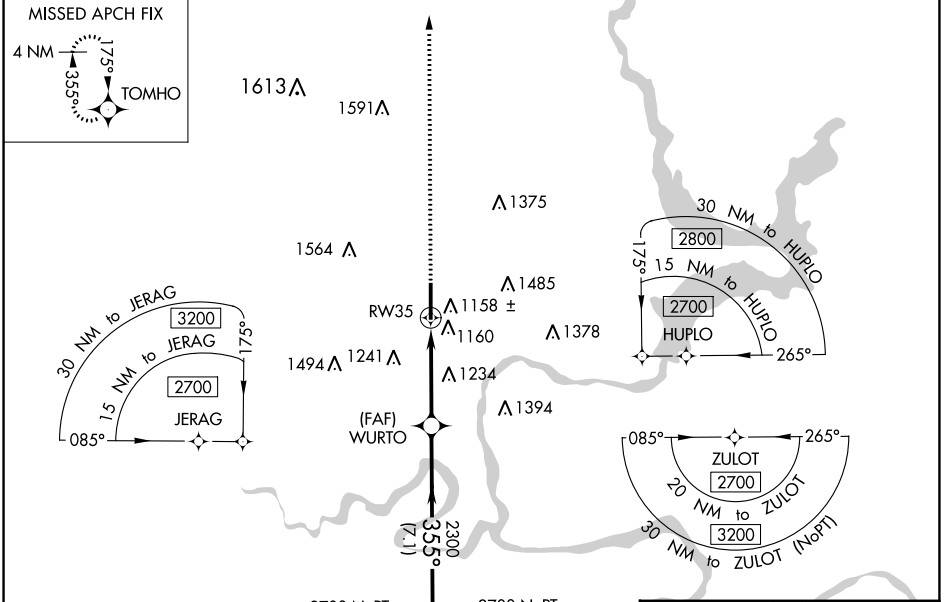 MISSED APCH FIX
4 NM
175°
355°
TOMHO
1613
1591
1375
1564
1485
RW35
1158 ±
1160
1378
1494
1241
1234
1394
(FAF)
WURTO
30 NM to JERAG
3200
175°
15 NM to JERAG
2700
JERAG
085°
30 NM to HUPLO
2800
175°
15 NM to HUPLO
2700
HUPLO
265°
085°
265°
ZULOT
2700
20 NM to ZULOT
3200
30 NM to ZULOT (NoPT)
2300
355°
(7.1)